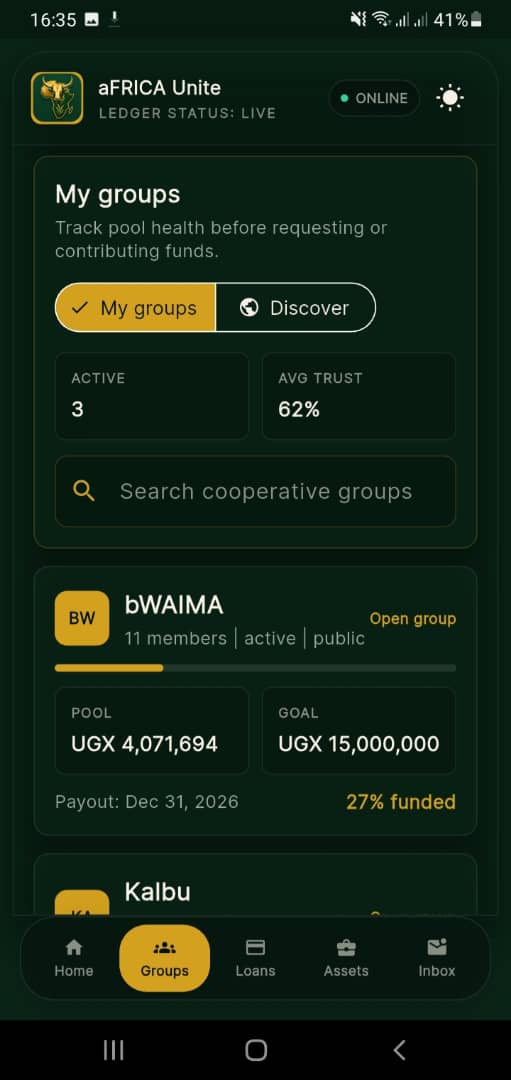 16:35
41%
aFRICA Unite
LEDGER STATUS: LIVE
ONLINE
My groups
Track pool health before requesting or
contributing funds.
My groups
Discover
ACTIVE
3
AVG TRUST
62%
Search cooperative groups
BW
bWAIMA
11 members | active | public
Open group
POOL
UGX 4,071,694
GOAL
UGX 15,000,000
Payout: Dec 31, 2026
27% funded
Kalbu
Home
Groups
Loans
Assets
Inbox